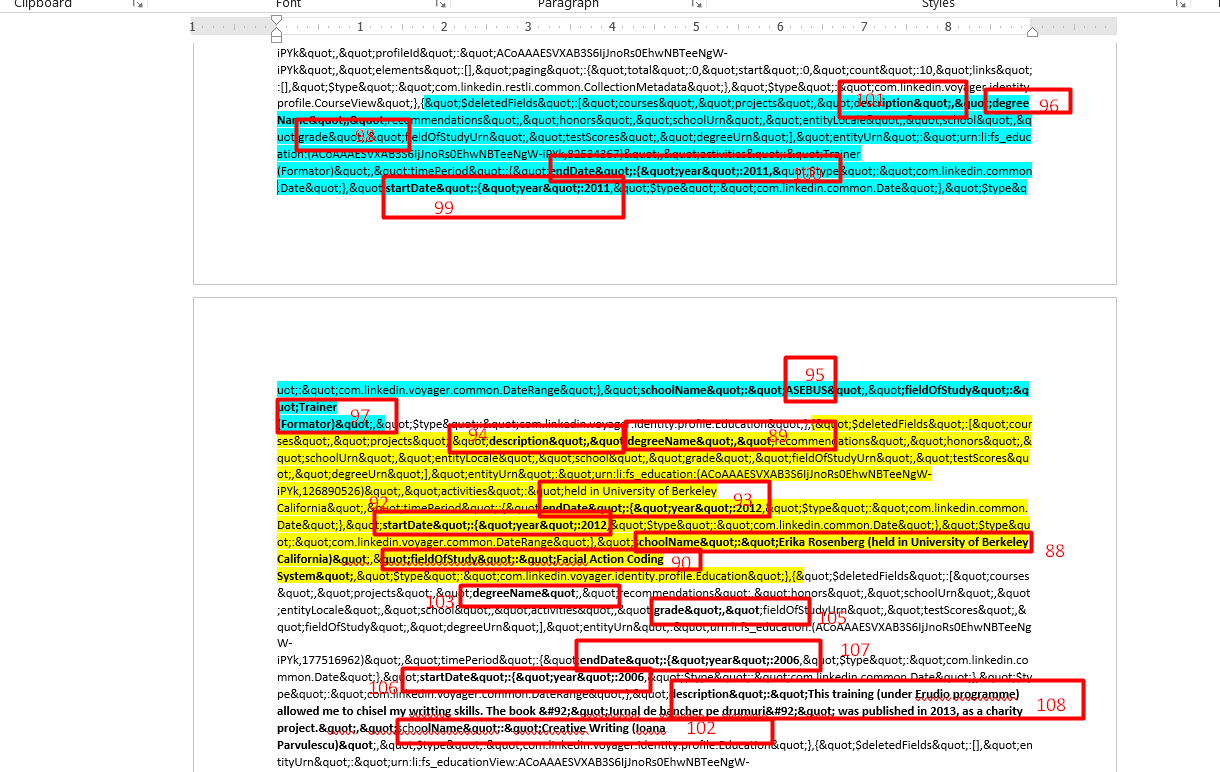 Clipboard Font Paragraph Styles
1 1 2 3 4 5 6 7 8
iPYk&quot;,&quot;profileId&quot;:&quot;ACoAAAESVXAB3S6IjJnoRs0EhwNBTeeNgW-
iPYk&quot;,&quot;elements&quot;:[],&quot;paging&quot;:{&quot;total&quot;:0,&quot;start&quot;:0,&quot;count&quot;:10,&quot;links&quot;
:[],&quot;$type&quot;:&quot;com.linkedin.restli.common.CollectionMetadata&quot;},&quot;$type&quot;:&quot;com.linkedin.voyager.identity.
profile.CourseView&quot;},{&quot;$deletedFields&quot;:[&quot;courses&quot;,&quot;projects&quot;,&quot;description&quot;,&quot;degree
101 96
Name&quot;,&quot;recommendations&quot;,&quot;honors&quot;,&quot;schoolUrn&quot;,&quot;entityLocale&quot;,&quot;school&quot;,&q
uot;grade&quot;,&quot;fieldOfStudyUrn&quot;,&quot;testScores&quot;,&quot;degreeUrn&quot;],&quot;entityUrn&quot;:&quot;urn:li:fs_educ
98
ation:(ACoAAAESVXAB3S6IjJnoRs0EhwNBTeeNgW-iPYk,82534367)&quot;,&quot;activities&quot;:&quot;Trainer
(Formator)&quot;,&quot;timePeriod&quot;:{&quot;endDate&quot;:{&quot;year&quot;:2011,&quot;$type&quot;:&quot;com.linkedin.common
100
.Date&quot;},&quot;startDate&quot;:{&quot;year&quot;:2011,&quot;$type&quot;:&quot;com.linkedin.common.Date&quot;},&quot;$type&q
99
95
uot;:&quot;com.linkedin.voyager.common.DateRange&quot;},&quot;schoolName&quot;:&quot;ASEBUS&quot;,&quot;fieldOfStudy&quot;:&q
uot;Trainer
97
(Formator)&quot;,&quot;$type&quot;:&quot;com.linkedin.voyager.identity.profile.Education&quot;},{&quot;$deletedFields&quot;:[&quot;cour
ses&quot;,&quot;projects&quot;,&quot;description&quot;,&quot;degreeName&quot;,&quot;recommendations&quot;,&quot;honors&quot;,&quot;
94 89
schoolUrn&quot;,&quot;entityLocale&quot;,&quot;school&quot;,&quot;grade&quot;,&quot;fieldOfStudyUrn&quot;,&quot;testScores&quot;
,&quot;degreeUrn&quot;],&quot;entityUrn&quot;:&quot;urn:li:fs_education:(ACoAAAESVXAB3S6IjJnoRs0EhwNBTeeNgW-
iPYk,126890526)&quot;,&quot;activities&quot;:&quot;held in University of Berkeley
92 93
California&quot;,&quot;timePeriod&quot;:{&quot;endDate&quot;:{&quot;year&quot;:2012,&quot;$type&quot;:&quot;com.linkedin.common.
Date&quot;},&quot;startDate&quot;:{&quot;year&quot;:2012,&quot;$type&quot;:&quot;com.linkedin.common.Date&quot;},&quot;$type&qu
ot;:&quot;com.linkedin.voyager.common.DateRange&quot;},&quot;schoolName&quot;:&quot;Erika Rosenberg (held in University of Berkeley
88
California)&quot;,&quot;fieldOfStudy&quot;:&quot;Facial Action Coding
90
System&quot;,&quot;$type&quot;:&quot;com.linkedin.voyager.identity.profile.Education&quot;},{&quot;$deletedFields&quot;:[&quot;courses
&quot;,&quot;projects&quot;,&quot;degreeName&quot;,&quot;recommendations&quot;,&quot;honors&quot;,&quot;schoolUrn&quot;,&quot
103
;entityLocale&quot;,&quot;school&quot;,&quot;activities&quot;,&quot;grade&quot;,&quot;fieldOfStudyUrn&quot;,&quot;testScores&quot;,&
105
quot;fieldOfStudy&quot;,&quot;degreeUrn&quot;],&quot;entityUrn&quot;:&quot;urn:li:fs_education:(ACoAAAESVXAB3S6IjJnoRs0EhwNBTeeNg
W-
107
iPYk,177516962)&quot;,&quot;timePeriod&quot;:{&quot;endDate&quot;:{&quot;year&quot;:2006,&quot;$type&quot;:&quot;com.linkedin.co
mmon.Date&quot;},&quot;startDate&quot;:{&quot;year&quot;:2006,&quot;$type&quot;:&quot;com.linkedin.common.Date&quot;},&quot;$ty
106
pe&quot;:&quot;com.linkedin.voyager.common.DateRange&quot;},&quot;description&quot;:&quot;This training (under Erudio programme)
108
allowed me to chisel my writting skills. The book &#92;&quot;Jurnal de bancher pe drumuri&#92;&quot; was published in 2013, as a charity
project.&quot;,&quot;schoolName&quot;:&quot;Creative Writing (Ioana
102
Parvulescu)&quot;,&quot;$type&quot;:&quot;com.linkedin.voyager.identity.profile.Education&quot;},{&quot;$deletedFields&quot;:[],&quot;en
tityUrn&quot;:&quot;urn:li:fs_educationView:ACoAAAESVXAB3S6IjJnoRs0EhwNBTeeNgW-